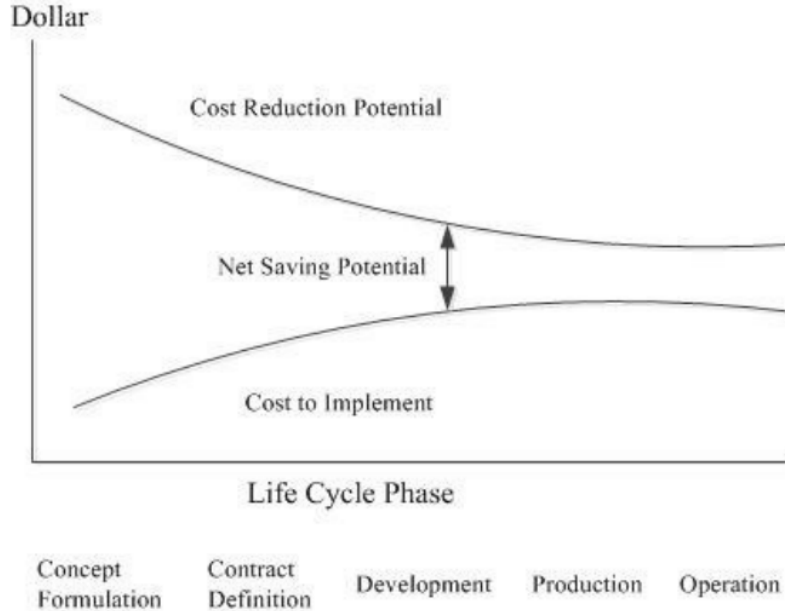 Dollar
Cost Reduction Potential
Net Saving Potential
Cost to Implement
Life Cycle Phase
Concept
Formulation
Contract
Definition
Development
Production
Operation